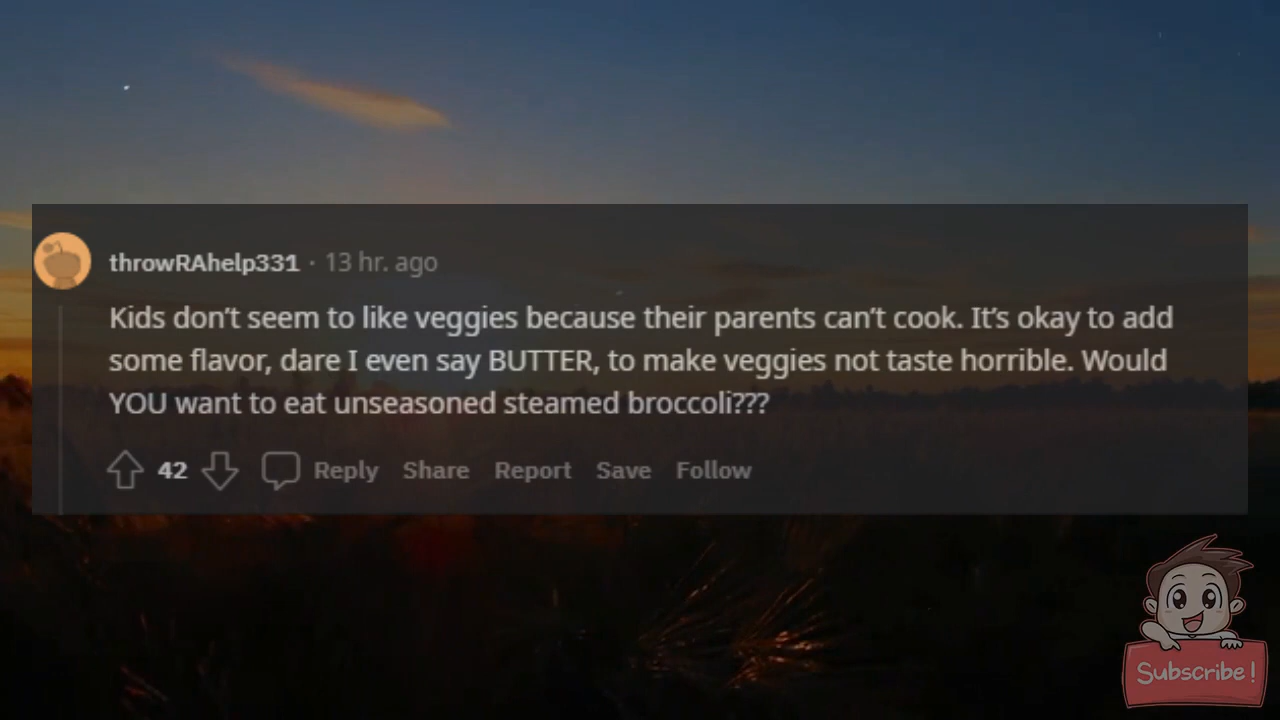 throwRAhelp331 · 13 hr. ago
Kids don’t seem to like veggies because their parents can’t cook. It’s okay to add
some flavor, dare I even say BUTTER, to make veggies not taste horrible. Would
YOU want to eat unseasoned steamed broccoli???
42 Reply Share Report Save Follow
Subscribe!